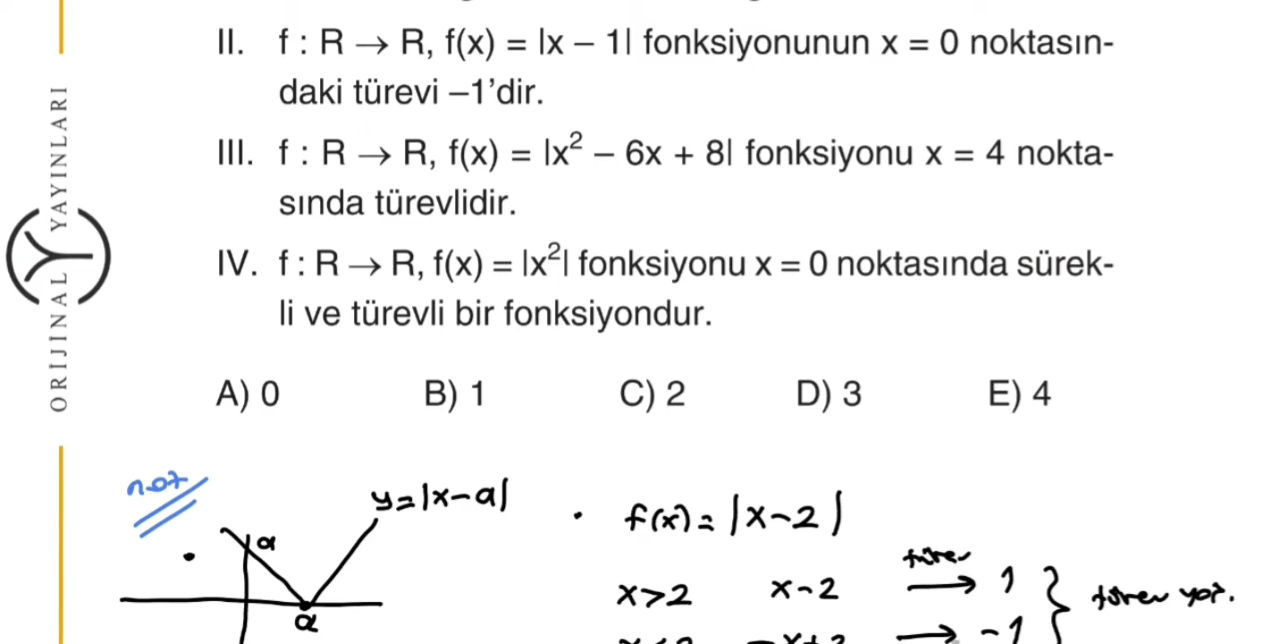 II. f : R → R, f(x) = |x – 1| fonksiyonunun x = 0 noktasın-
daki türevi –1'dir.
III. f : R → R, f(x) = |x² – 6x + 8| fonksiyonu x = 4 nokta-
sında türevlidir.
IV. f : R → R, f(x) = |x²| fonksiyonu x = 0 noktasında sürek-
li ve türevli bir fonksiyondur.
A) 0 B) 1 C) 2 D) 3 E) 4
ORİJİNAL YAYINLARI
not
y=|x-a|
a
a
• f(x) = |x-2|
x>2 x-2 türev → 1 } türev yok.
→ -1